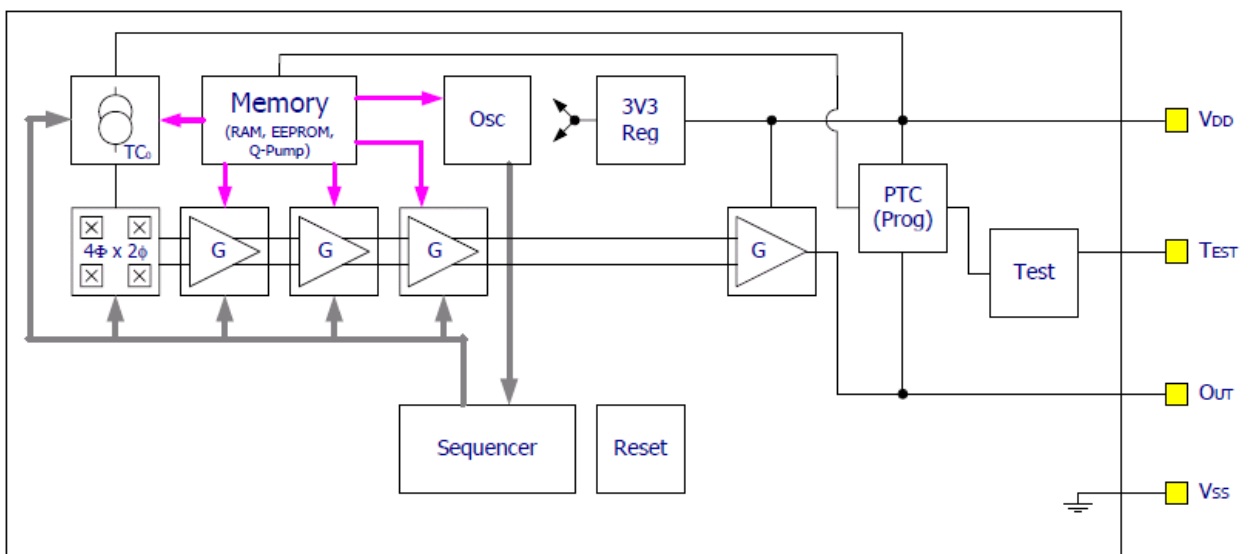 Memory
(RAM, EEPROM,
Q-Pump)
TC₀
Osc
3V3
Reg
VDD
PTC
(Prog)
4Φ x 2ϕ
G
G
G
G
Test
TEST
OUT
Sequencer
Reset
VSS